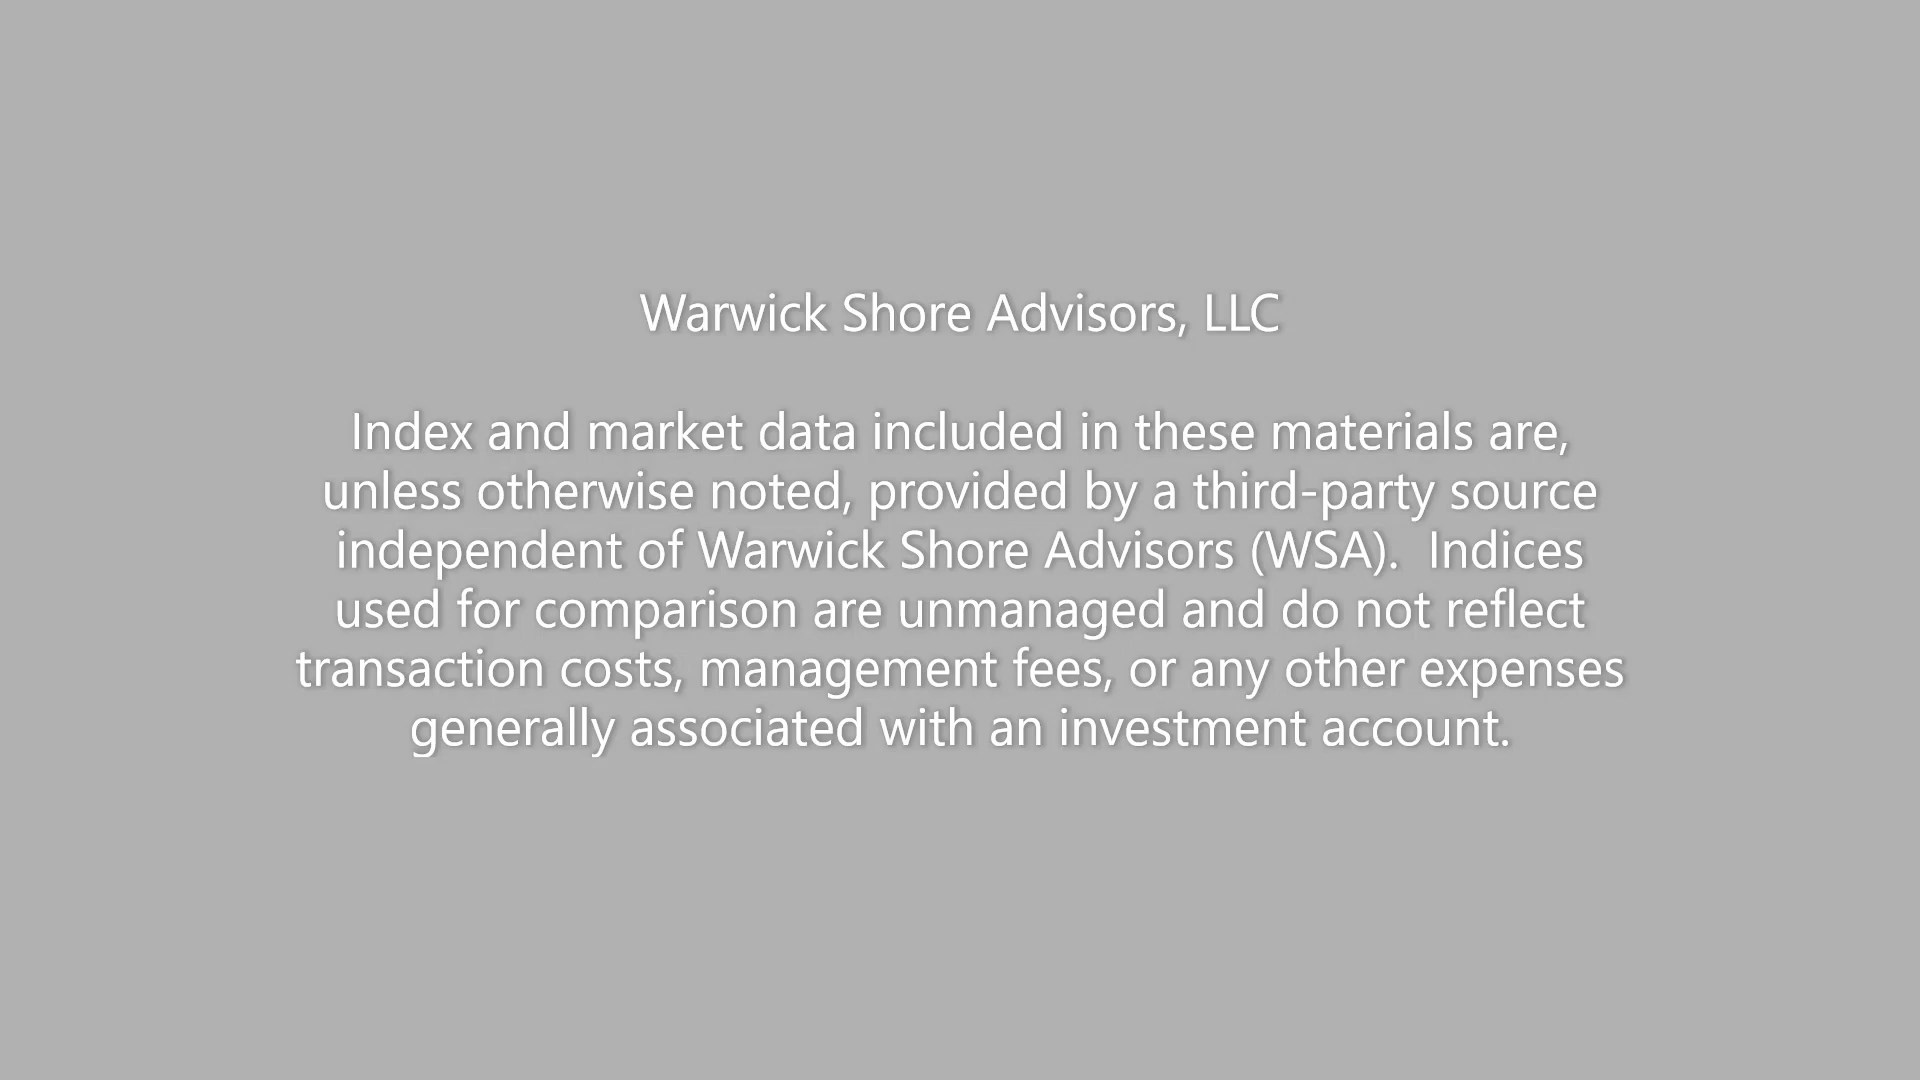 Warwick Shore Advisors, LLC
Index and market data included in these materials are,
unless otherwise noted, provided by a third-party source
independent of Warwick Shore Advisors (WSA).  Indices
used for comparison are unmanaged and do not reflect
transaction costs, management fees, or any other expenses
generally associated with an investment account.